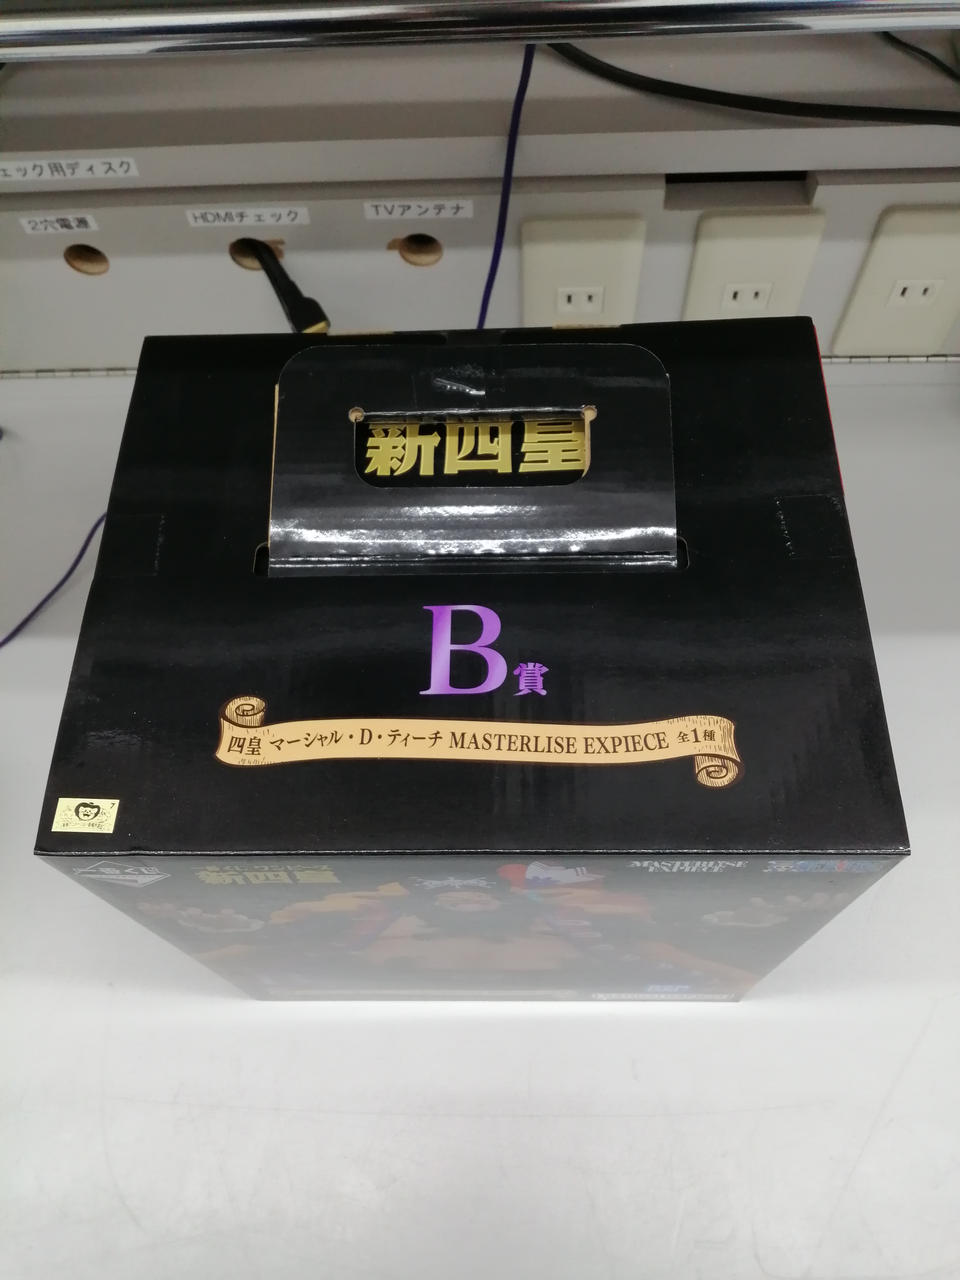 ェック用ディスク
2穴電源
HDMIチェック
TVアンテナ
新四皇
B賞
四皇 マーシャル・D・ティーチ MASTERLISE EXPIECE 全1種
7
新四皇
MASTERLISE
EXPIECE